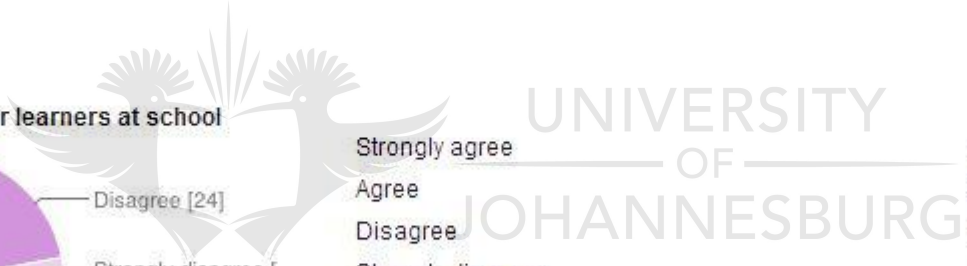 UNIVERSITY
OF
JOHANNESBURG
r learners at school
Disagree [24]
Strongly agree
Agree
Disagree